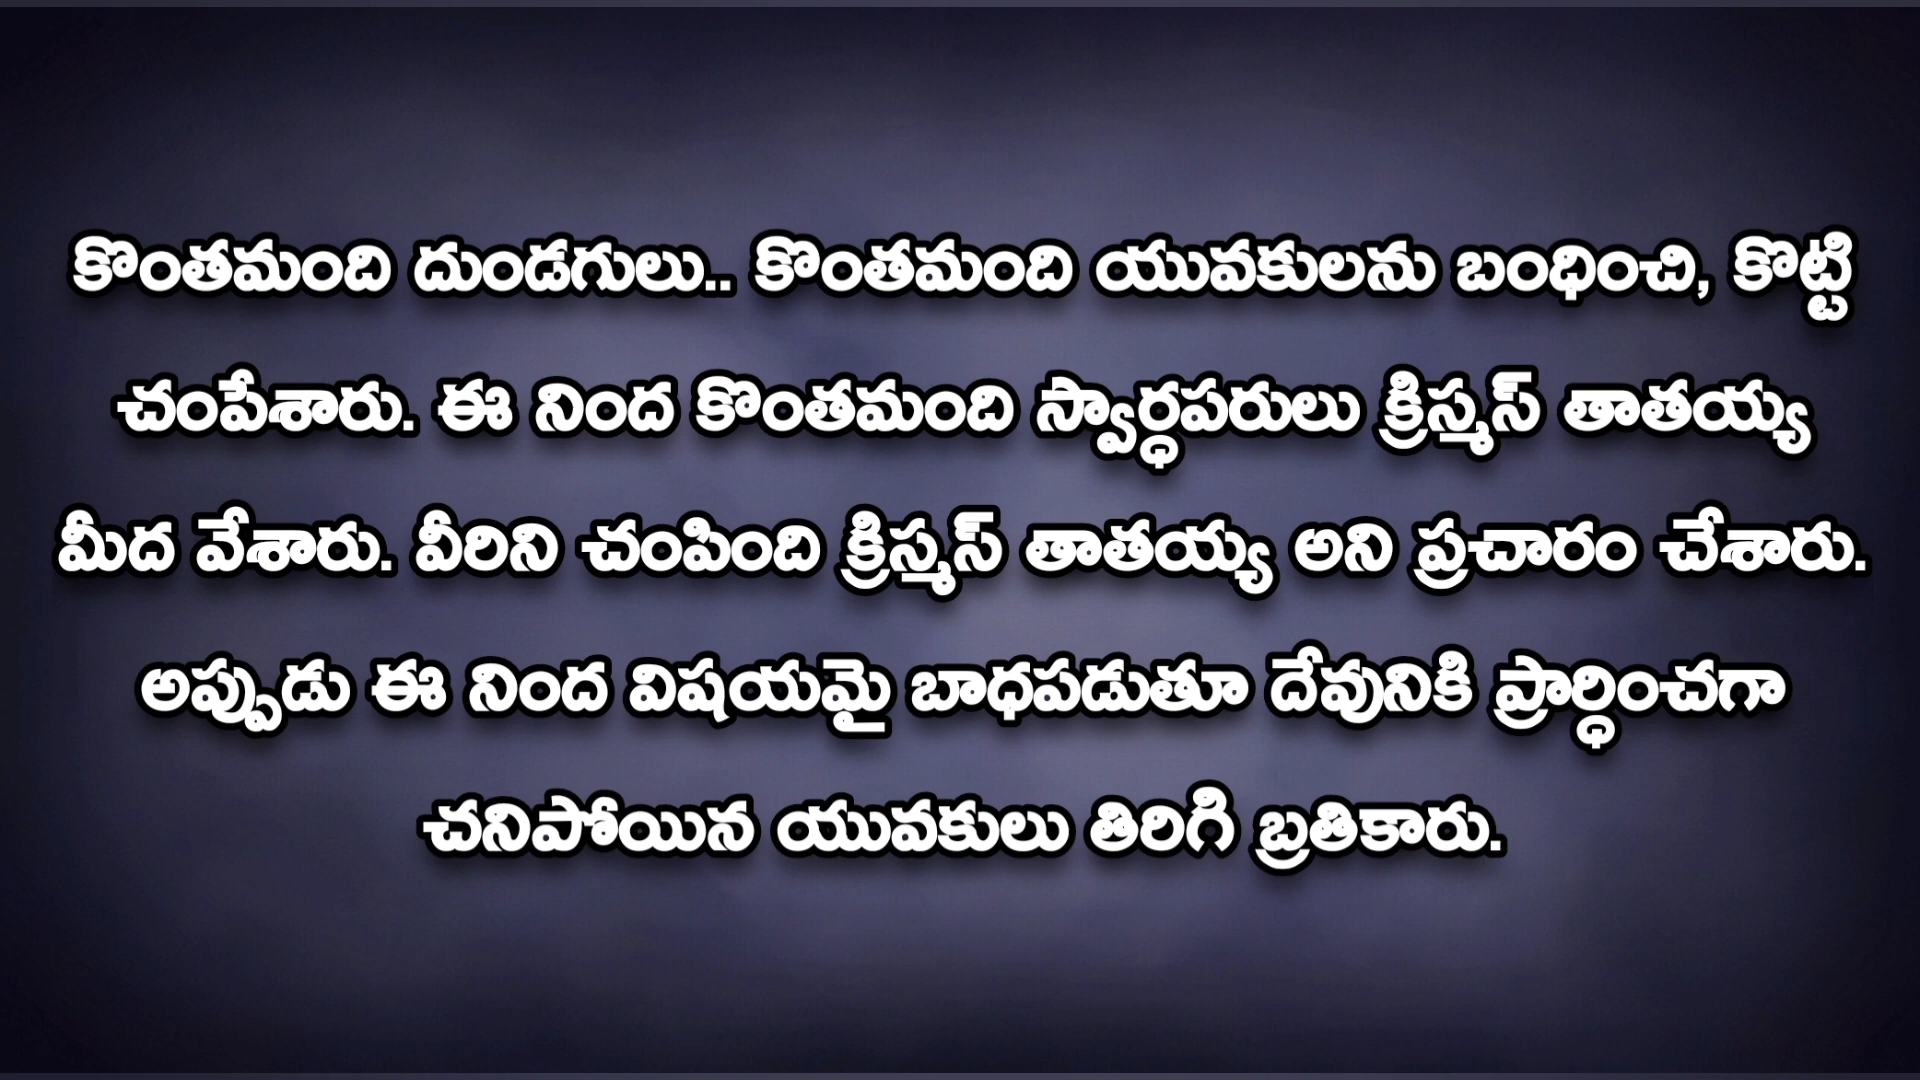 కొంతమంది దుండగులు.. కొంతమంది యువకులను బంధించి, కొట్టి
చంపేశారు. ఈ నింద కొంతమంది స్వార్ధపరులు క్రిస్మస్ తాతయ్య
మీద వేశారు. వీరిని చంపింది క్రిస్మస్ తాతయ్య అని ప్రచారం చేశారు.
అప్పుడు ఈ నింద విషయమై బాధపడుతూ దేవునికి ప్రార్ధించగా
చనిపోయిన యువకులు తిరిగి బ్రతికారు.